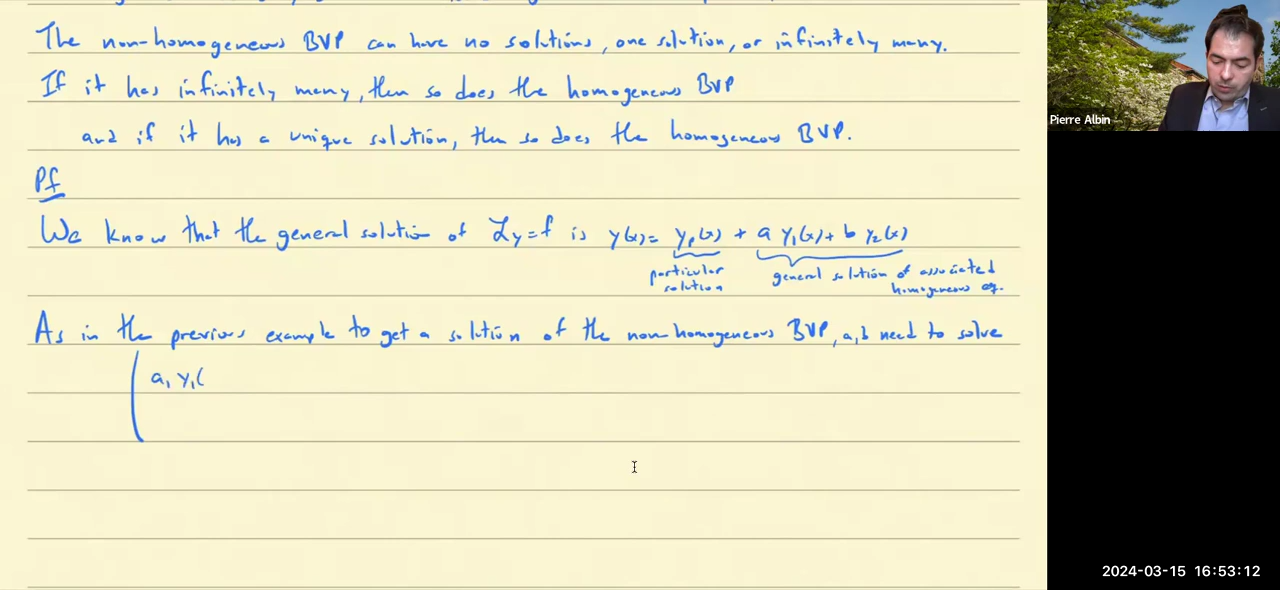 The non-homogeneous BVP can have no solutions, one solution, or infinitely many.
If it has infinitely many, then so does the homogeneous BVP
and if it has a unique solution, then so does the homogeneous BVP.
Pf
We know that the general solution of Ly=f is y(x)= yp(x) + a y1(x) + b y2(x)
particular solution
general solution of associated homogeneous eq.
As in the previous example to get a solution of the non-homogeneous BVP, a,b need to solve
a1 y1(
Pierre Albin
2024-03-15 16:53:12